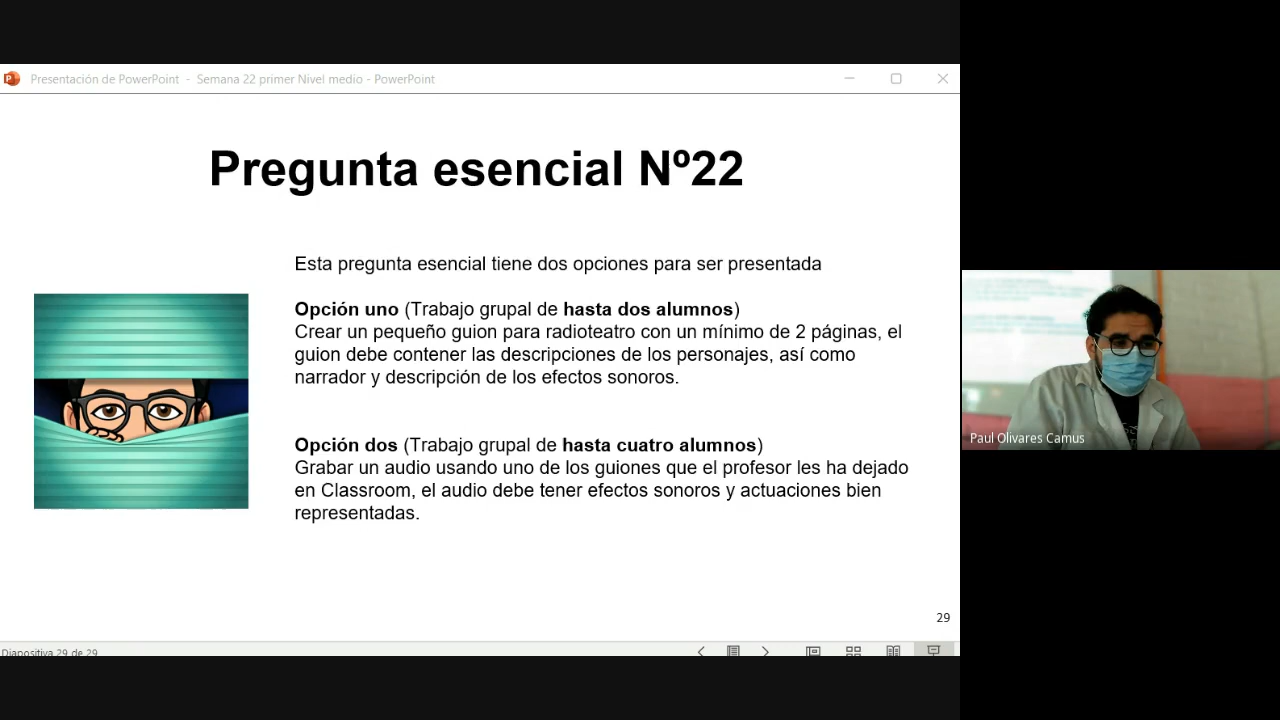 Presentación de PowerPoint - Semana 22 primer Nivel medio - PowerPoint
Pregunta esencial Nº22
Esta pregunta esencial tiene dos opciones para ser presentada
Opción uno (Trabajo grupal de hasta dos alumnos)
Crear un pequeño guion para radioteatro con un mínimo de 2 páginas, el
guion debe contener las descripciones de los personajes, así como
narrador y descripción de los efectos sonoros.
Opción dos (Trabajo grupal de hasta cuatro alumnos)
Grabar un audio usando uno de los guiones que el profesor les ha dejado
en Classroom, el audio debe tener efectos sonoros y actuaciones bien
representadas.
29
Diapositiva 29 de 29
Paul Olivares Camus